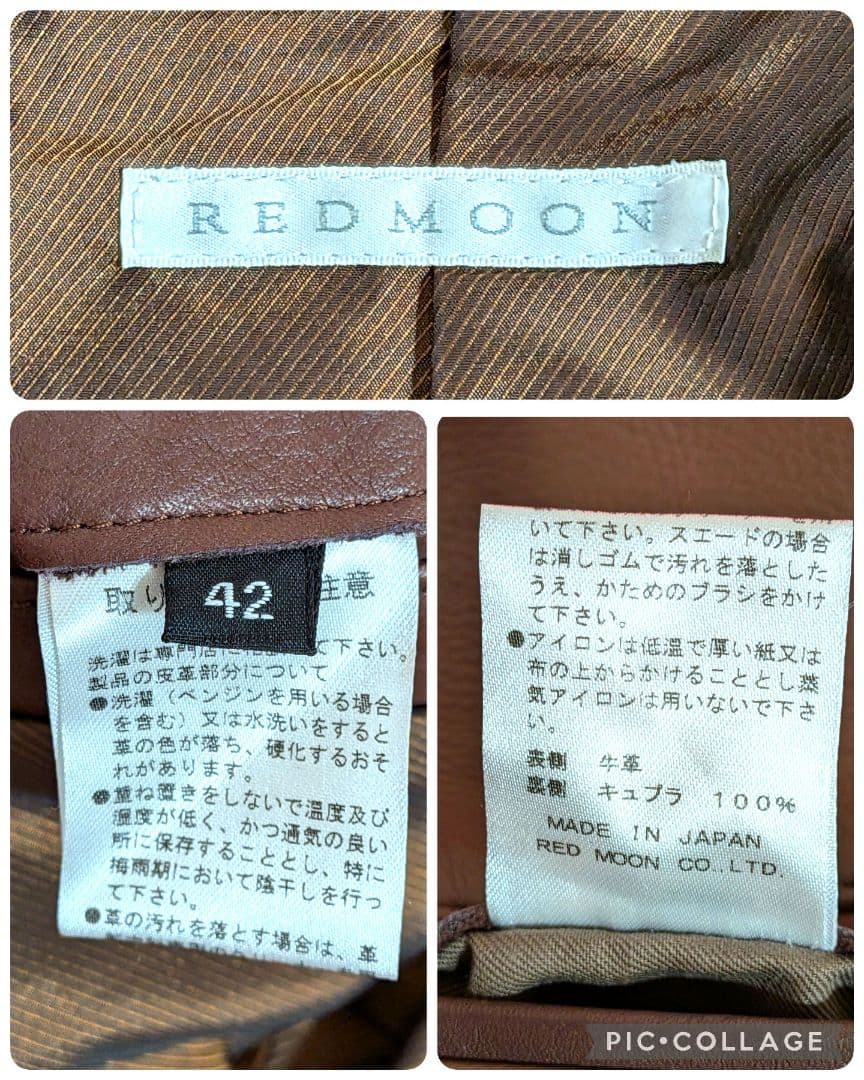 REDMOON
42
取り 注意
洗濯は専門店に て下さい。
製品の皮革部分について
●洗濯(ベンジンを用いる場合
を含む)又は水洗いをすると
革の色が落ち、硬化するおそ
れがあります。
●重ね置きをしないで温度及び
湿度が低く、かつ通気の良い
所に保存することとし、特に
梅雨期において陰干しを行っ
て下さい。
●革の汚れを落とす場合は、革
いて下さい。スエードの場合
は消しゴムで汚れを落とした
うえ、かためのブラシをかけ
て下さい。
●アイロンは低温で厚い紙又は
布の上からかけることとし蒸
気アイロンは用いないで下さ
い。
表側 牛革
裏側 キュプラ 100%
MADE IN JAPAN
RED MOON CO.,LTD.
PIC•COLLAGE